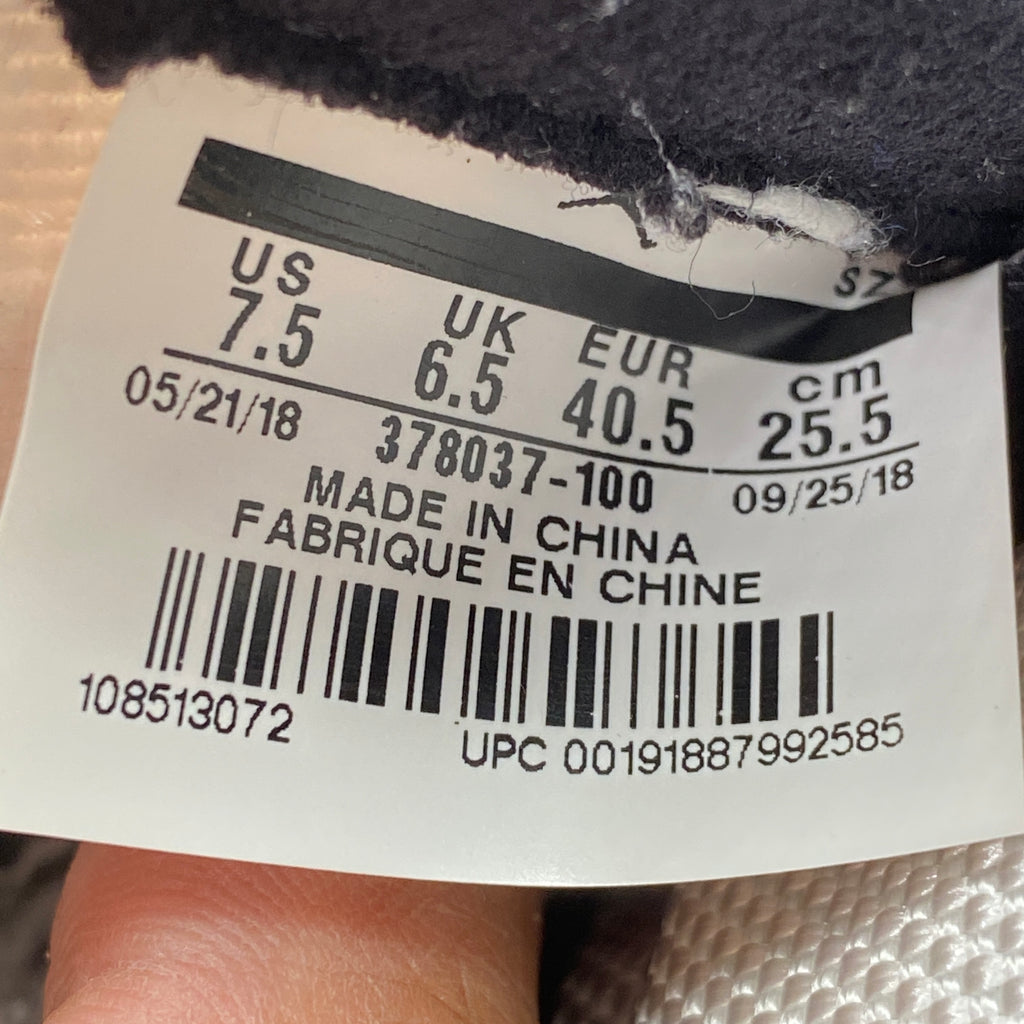 SZ
US UK EUR cm
7.5 6.5 40.5 25.5
05/21/18 378037-100 09/25/18
MADE IN CHINA
FABRIQUE EN CHINE
108513072 UPC 00191887992585